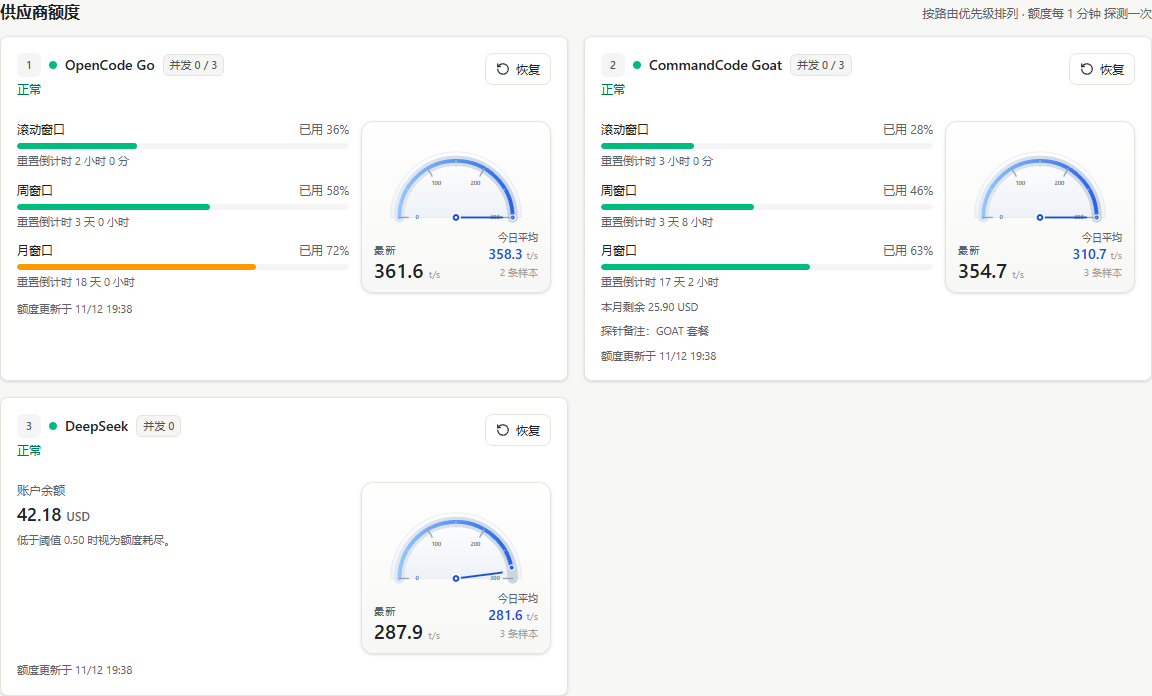 供应商额度
按路由优先级排列 · 额度每 1 分钟 探测一次
1 OpenCode Go 并发 0 / 3 恢复
正常
滚动窗口 已用 36%
重置倒计时 2 小时 0 分
周窗口 已用 58%
重置倒计时 3 天 0 小时
月窗口 已用 72%
重置倒计时 18 天 0 小时
额度更新于 11/12 19:38
0 100 200 300
最新
361.6 t/s
今日平均
358.3 t/s
2 条样本
2 CommandCode Goat 并发 0 / 3 恢复
正常
滚动窗口 已用 28%
重置倒计时 3 小时 0 分
周窗口 已用 46%
重置倒计时 3 天 8 小时
月窗口 已用 63%
重置倒计时 17 天 2 小时
本月剩余 25.90 USD
探针备注：GOAT 套餐
额度更新于 11/12 19:38
0 100 200 300
最新
354.7 t/s
今日平均
310.7 t/s
3 条样本
3 DeepSeek 并发 0 恢复
正常
账户余额
42.18 USD
低于阈值 0.50 时视为额度耗尽。
额度更新于 11/12 19:38
0 100 200 300
最新
287.9 t/s
今日平均
281.6 t/s
3 条样本